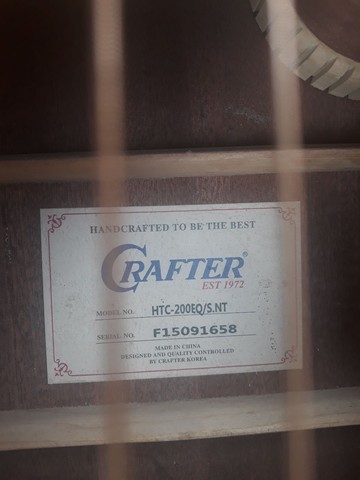 HANDCRAFTED TO BE THE BEST
CRAFTER®
EST 1972
MODEL NO. HTC-200EQ/S.NT
SERIAL NO. F15091658
MADE IN CHINA
DESIGNED AND QUALITY CONTROLLED
BY CRAFTER KOREA